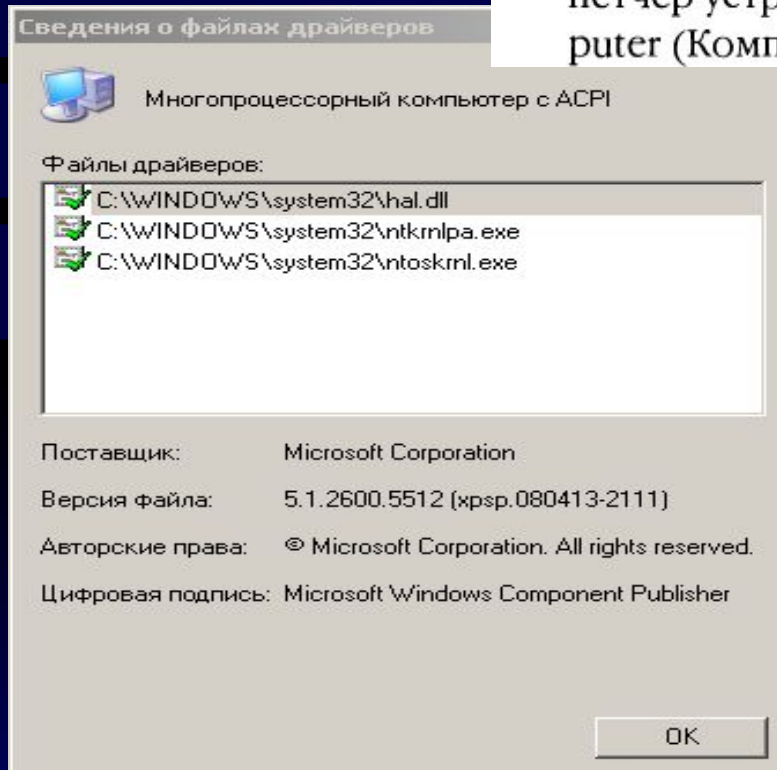 puter (Комп
Сведения о файлах драйверов
Многопроцессорный компьютер с ACPI
Файлы драйверов:
C:\WINDOWS\system32\hal.dll
C:\WINDOWS\system32\ntkrnlpa.exe
C:\WINDOWS\system32\ntoskrnl.exe
Поставщик: Microsoft Corporation
Версия файла: 5.1.2600.5512 (xpsp.080413-2111)
Авторские права: © Microsoft Corporation. All rights reserved.
Цифровая подпись: Microsoft Windows Component Publisher
OK